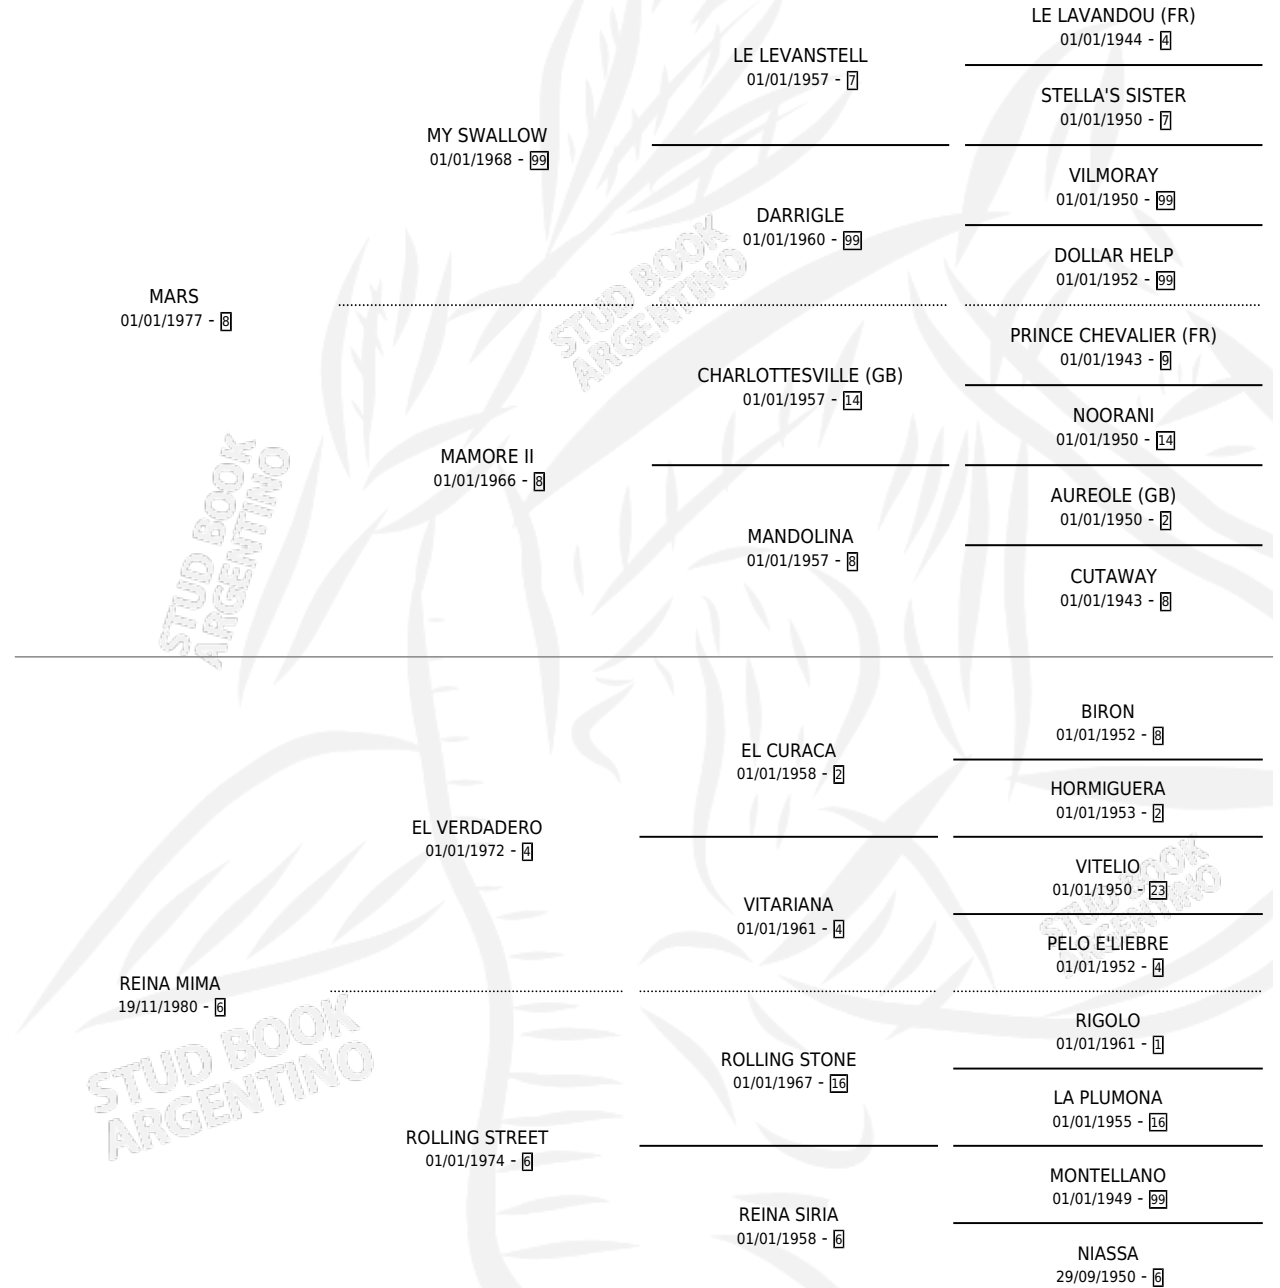 LE LAVANDOU (FR)
01/01/1944 - 4
LE LEVANSTELL
01/01/1957 - 7
STELLA'S SISTER
01/01/1950 - 7
MY SWALLOW
01/01/1968 - 99
VILMORAY
01/01/1950 - 99
DARRIGLE
01/01/1960 - 99
DOLLAR HELP
01/01/1952 - 99
MARS
01/01/1977 - 8
PRINCE CHEVALIER (FR)
01/01/1943 - 9
CHARLOTTESVILLE (GB)
01/01/1957 - 14
NOORANI
01/01/1950 - 14
MAMORE II
01/01/1966 - 8
AUREOLE (GB)
01/01/1950 - 2
MANDOLINA
01/01/1957 - 8
CUTAWAY
01/01/1943 - 8
BIRON
01/01/1952 - 8
EL CURACA
01/01/1958 - 2
HORMIGUERA
01/01/1953 - 2
EL VERDADERO
01/01/1972 - 4
VITELIO
01/01/1950 - 23
VITARIANA
01/01/1961 - 4
PELO E'LIEBRE
01/01/1952 - 4
REINA MIMA
19/11/1980 - 6
RIGOLO
01/01/1961 - 1
ROLLING STONE
01/01/1967 - 16
LA PLUMONA
01/01/1955 - 16
ROLLING STREET
01/01/1974 - 6
MONTELLANO
01/01/1949 - 99
REINA SIRIA
01/01/1958 - 6
NIASSA
29/09/1950 - 6
STUD BOOK
ARGENTINO
STUD BOOK
ARGENTINO
STUD BOOK
ARGENTINO
STUD BOOK
ARGENTINO